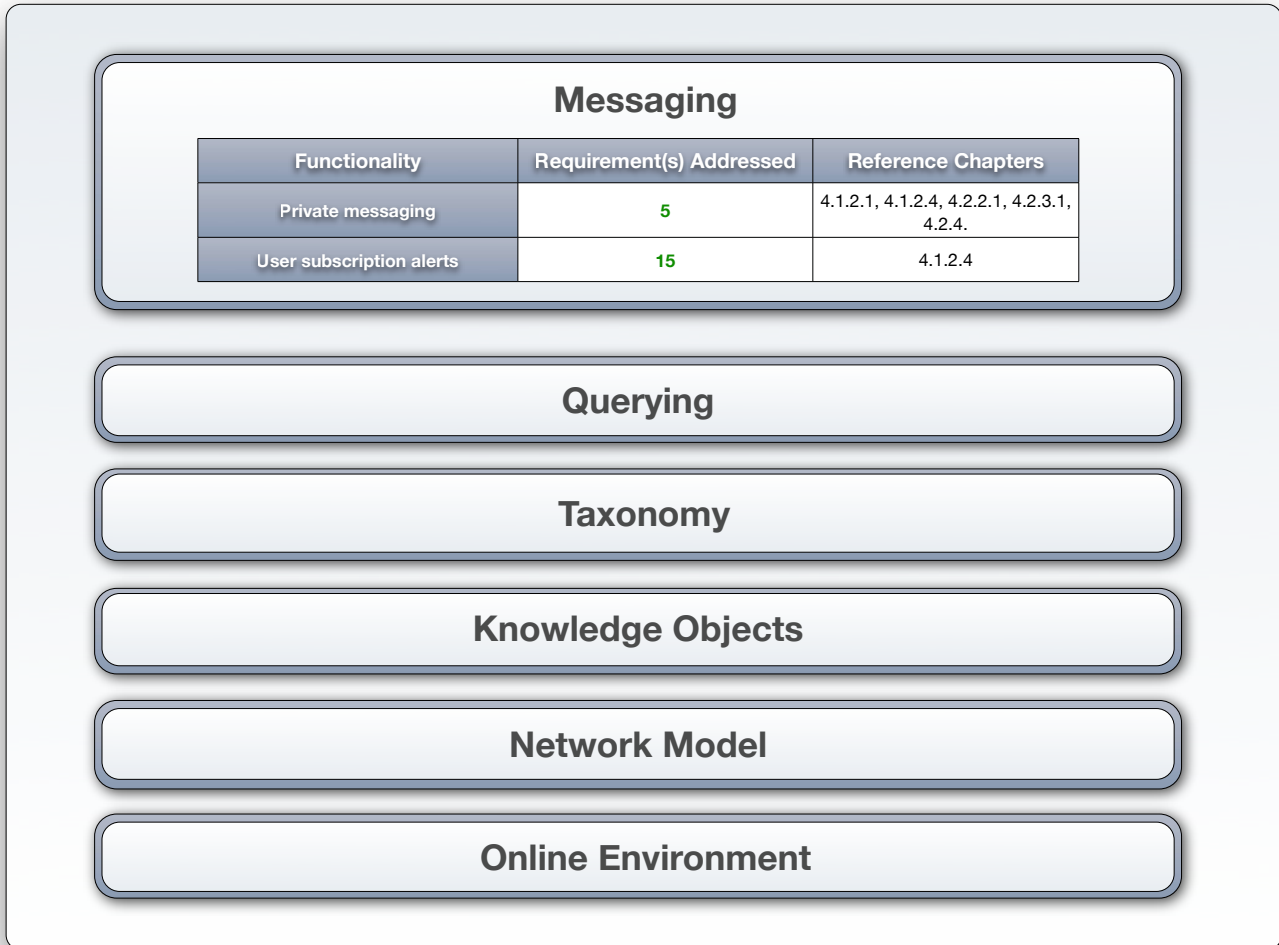 Messaging
Functionality Requirement(s) Addressed Reference Chapters
Private messaging 5 4.1.2.1, 4.1.2.4, 4.2.2.1, 4.2.3.1,
4.2.4.
User subscription alerts 15 4.1.2.4
Querying
Taxonomy
Knowledge Objects
Network Model
Online Environment